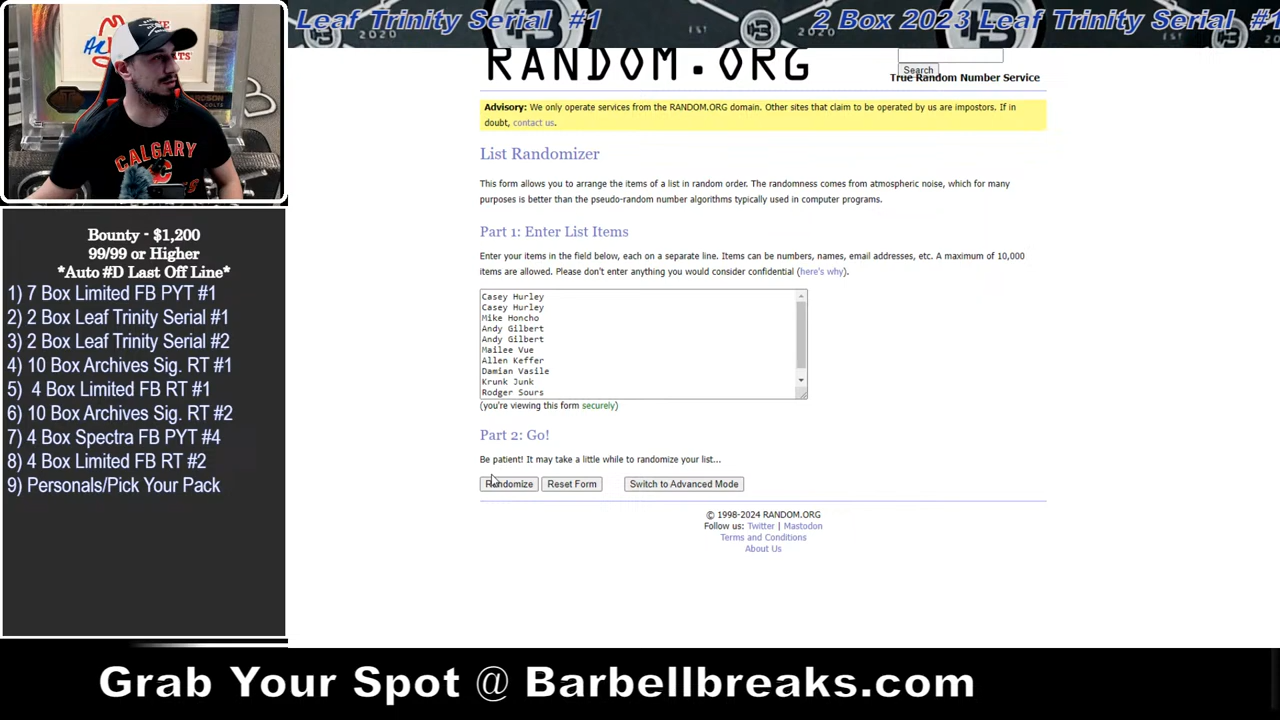 Leaf Trinity Serial #1
2 Box 2023 Leaf Trinity Serial #1
RANDOM.ORG
Search
True Random Number Service
Advisory: We only operate services from the RANDOM.ORG domain. Other sites that claim to be operated by us are impostors. If in
doubt, contact us.
List Randomizer
This form allows you to arrange the items of a list in random order. The randomness comes from atmospheric noise, which for many
purposes is better than the pseudo-random number algorithms typically used in computer programs.
Part 1: Enter List Items
Enter your items in the field below, each on a separate line. Items can be numbers, names, email addresses, etc. A maximum of 10,000
items are allowed. Please don't enter anything you would consider confidential (here's why).
Casey Hurley
Casey Hurley
Mike Honcho
Andy Gilbert
Andy Gilbert
Mailee Vue
Allen Keffer
Damian Vasile
Krunk Junk
Rodger Sours
(you're viewing this form securely)
Part 2: Go!
Be patient! It may take a little while to randomize your list...
Randomize Reset Form Switch to Advanced Mode
© 1998-2024 RANDOM.ORG
Follow us: Twitter | Mastodon
Terms and Conditions
About Us
CALGARY
Bounty - $1,200
99/99 or Higher
*Auto #D Last Off Line*
1) 7 Box Limited FB PYT #1
2) 2 Box Leaf Trinity Serial #1
3) 2 Box Leaf Trinity Serial #2
4) 10 Box Archives Sig. RT #1
5) 4 Box Limited FB RT #1
6) 10 Box Archives Sig. RT #2
7) 4 Box Spectra FB PYT #4
8) 4 Box Limited FB RT #2
9) Personals/Pick Your Pack
Grab Your Spot @ Barbellbreaks.com